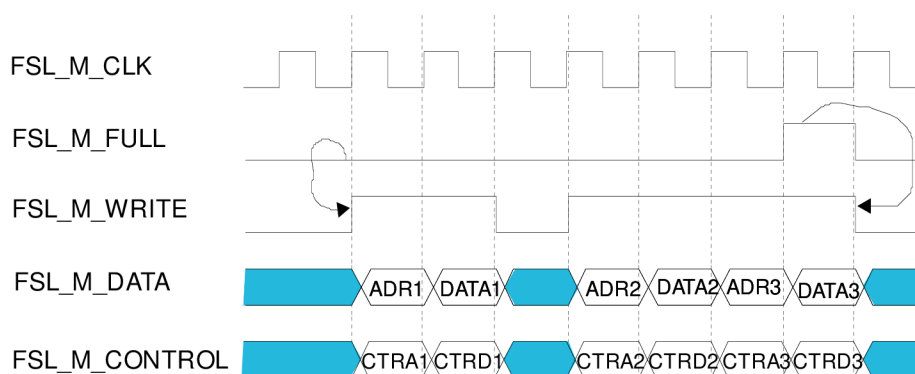 FSL_M_CLK
FSL_M_FULL
FSL_M_WRITE
FSL_M_DATA ADR1 DATA1 ADR2 DATA2 ADR3 DATA3
FSL_M_CONTROL CTRA1 CTRD1 CTRA2 CTRD2 CTRA3 CTRD3